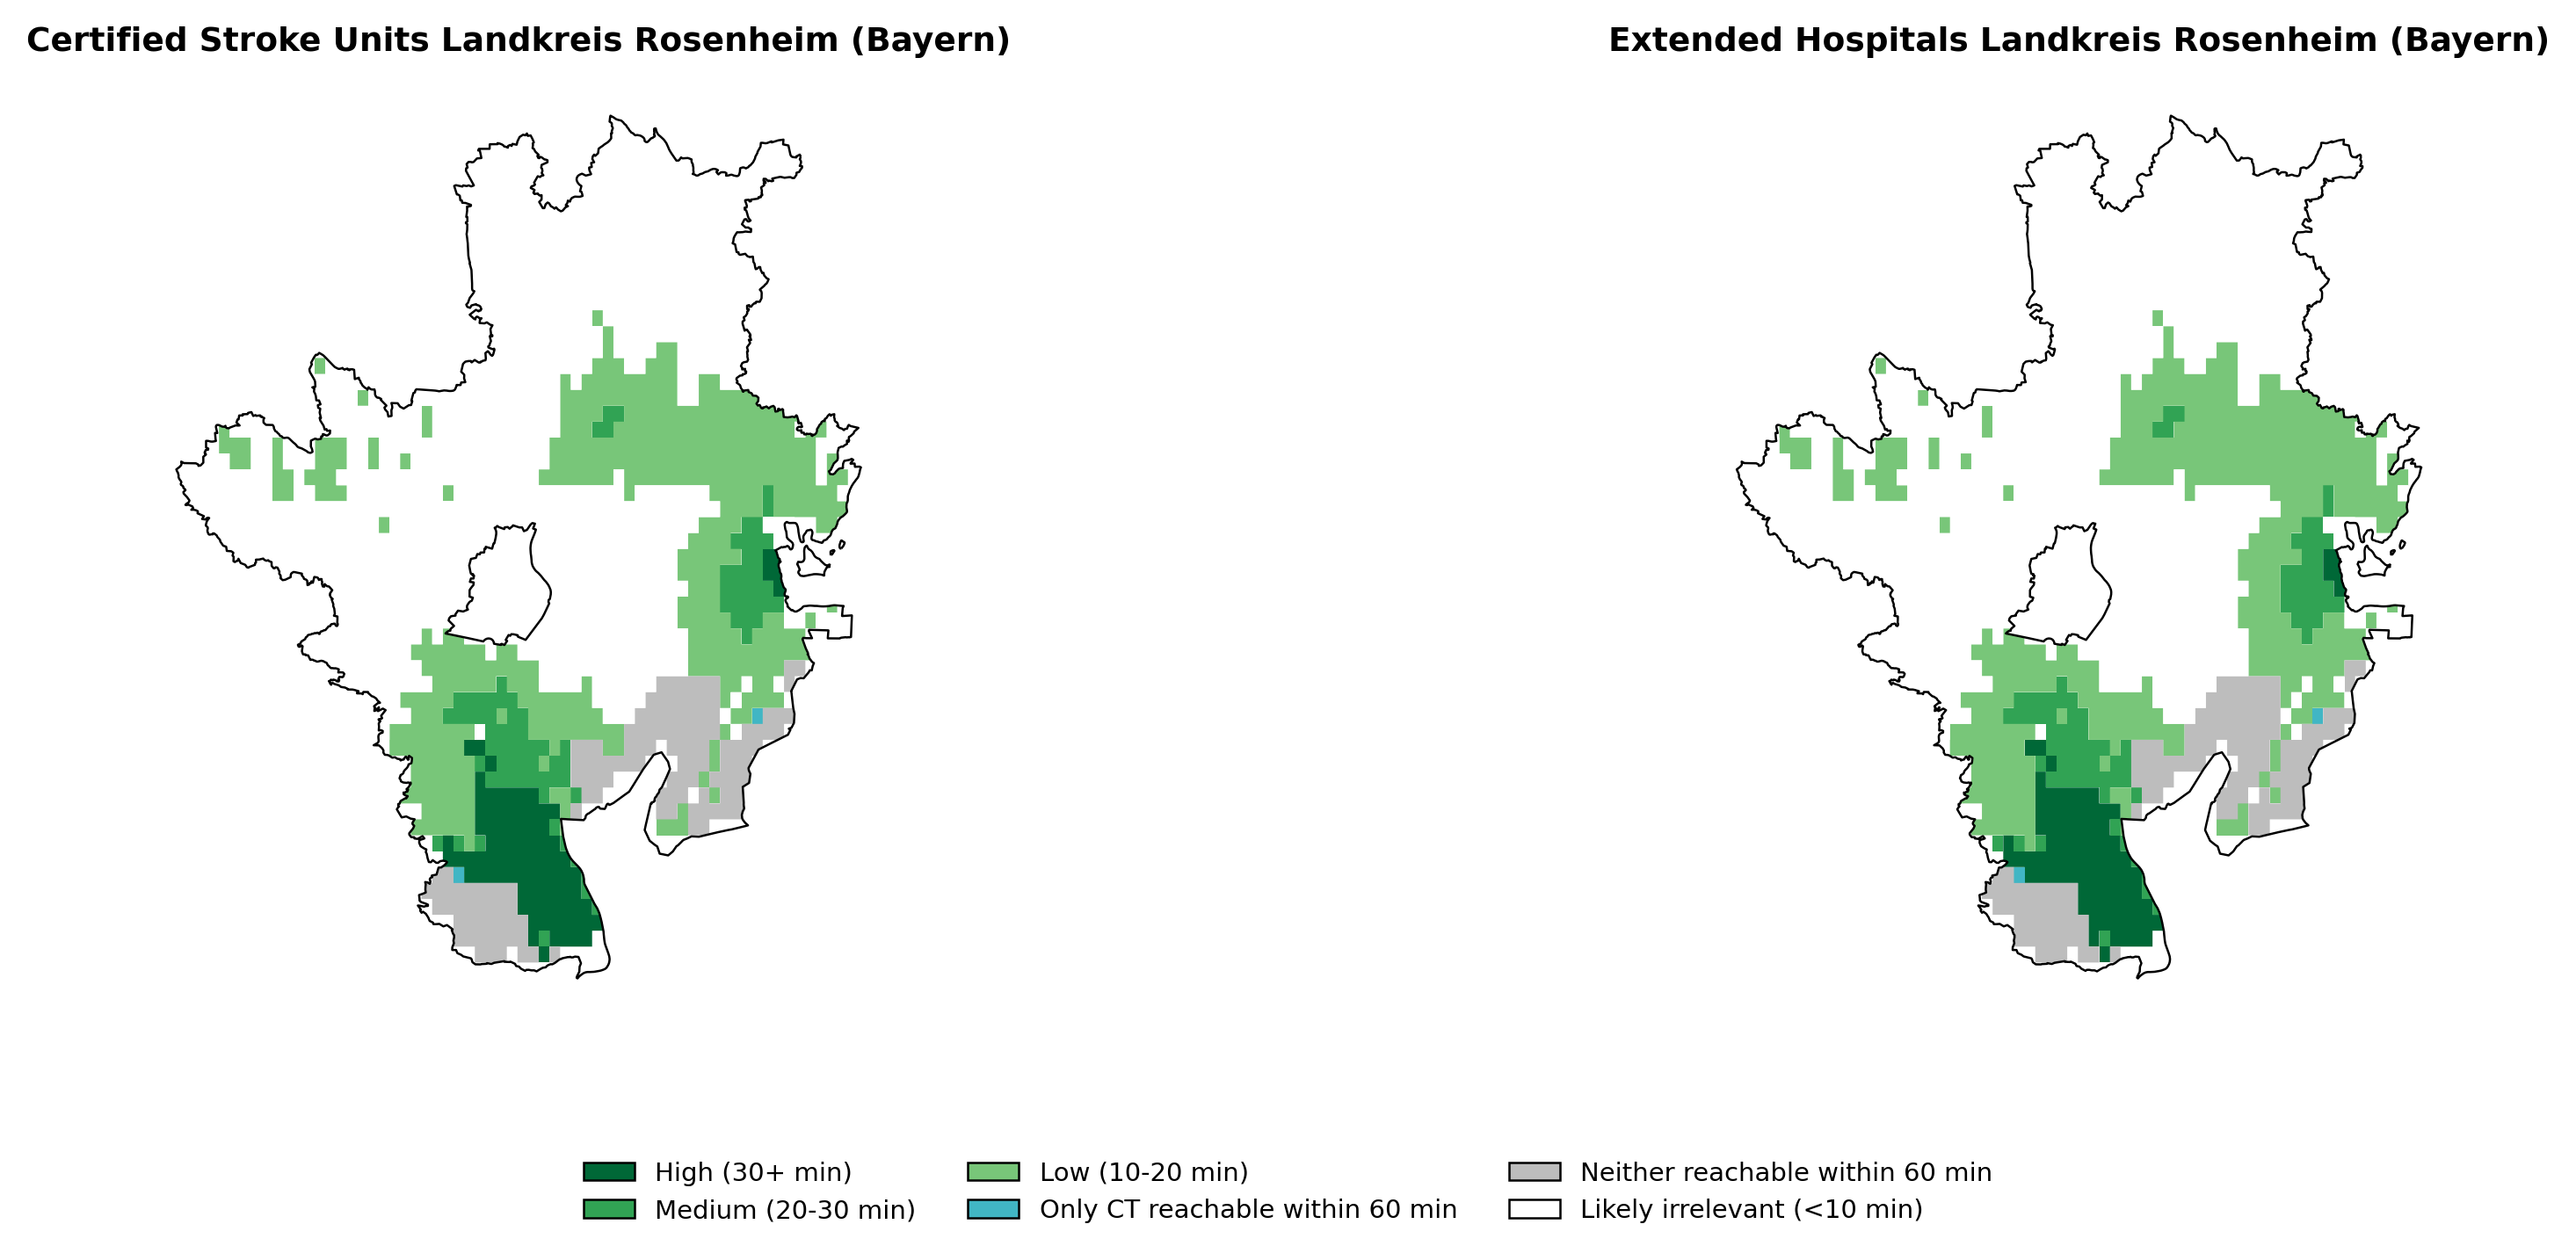 Certified Stroke Units Landkreis Rosenheim (Bayern)
Extended Hospitals Landkreis Rosenheim (Bayern)
High (30+ min)
Medium (20-30 min)
Low (10-20 min)
Only CT reachable within 60 min
Neither reachable within 60 min
Likely irrelevant (<10 min)